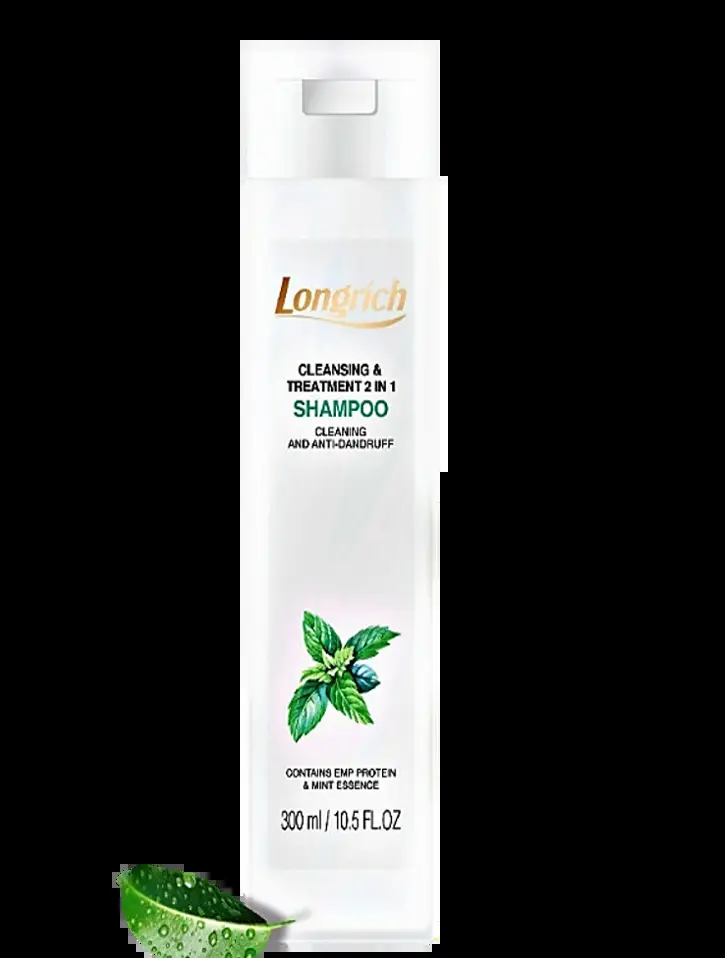 Longrich
CLEANSING &
TREATMENT 2 IN 1
SHAMPOO
CLEANING
AND ANTI-DANDRUFF
CONTAINS EMP PROTEIN
& MINT ESSENCE
300 ml / 10.5 FL.OZ